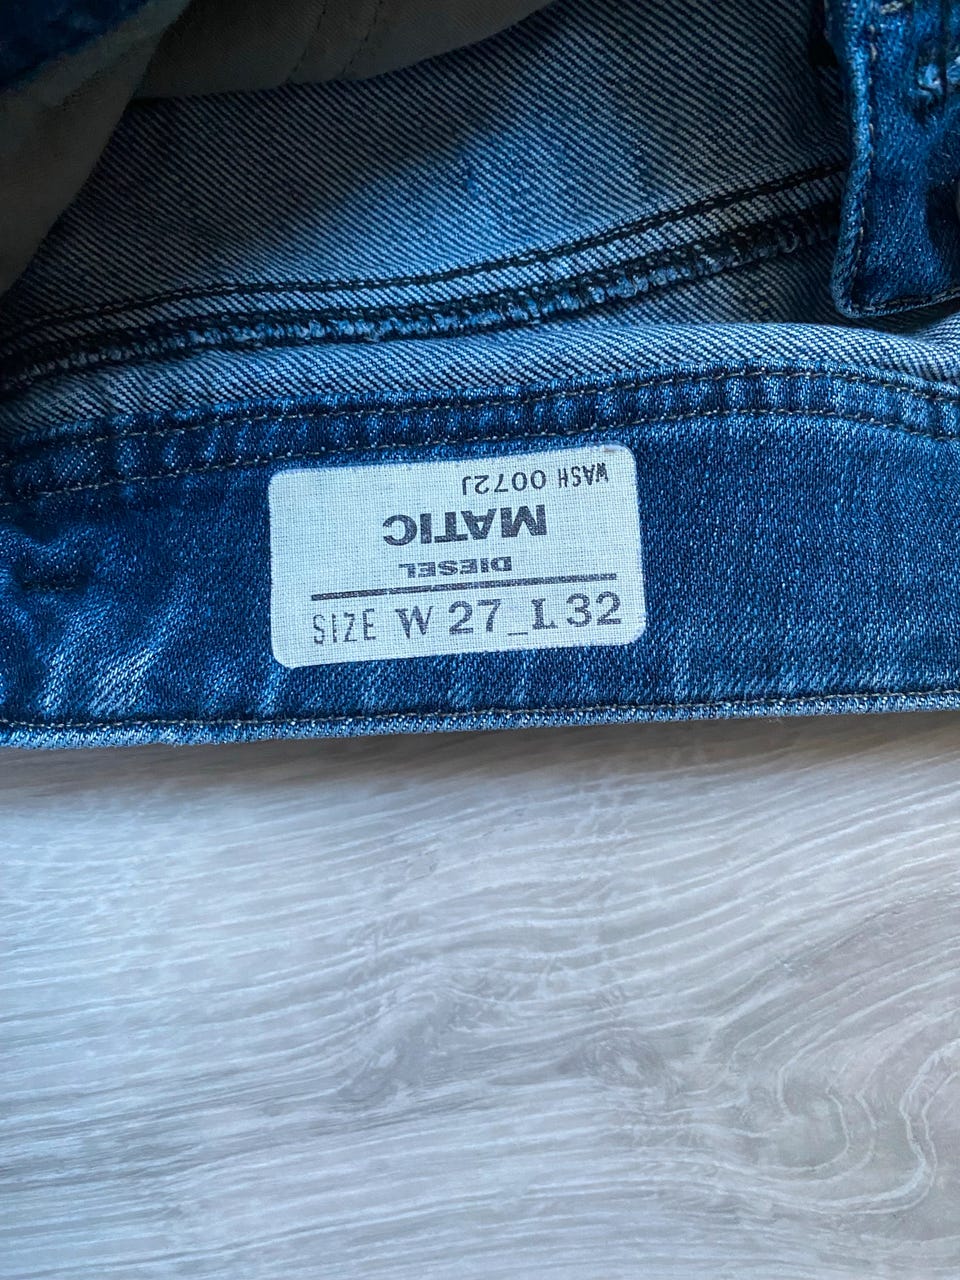 WASH 0072J
MATIC
DIESEL
SIZE W 27_L 32